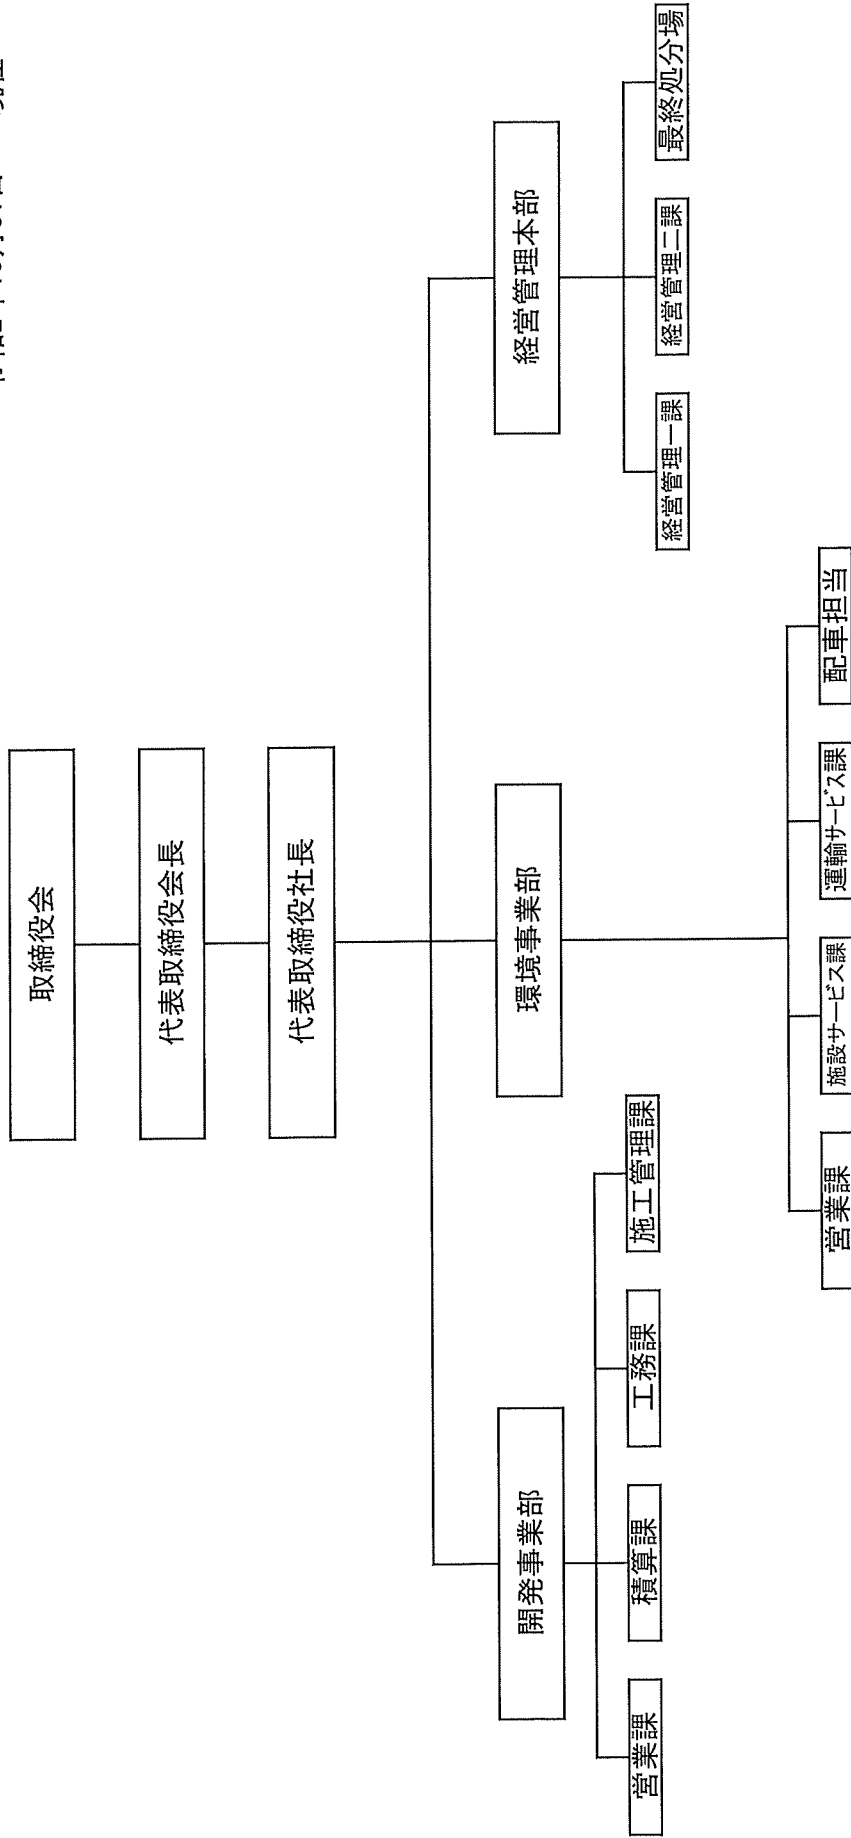 取締役会
代表取締役会長
代表取締役社長
開発事業部
環境事業部
経営管理本部
営業課
積算課
工務課
施工管理課
経営管理一課
経営管理二課
最終処分場
営業課
施設サービス課
運輸サービス課
配車担当